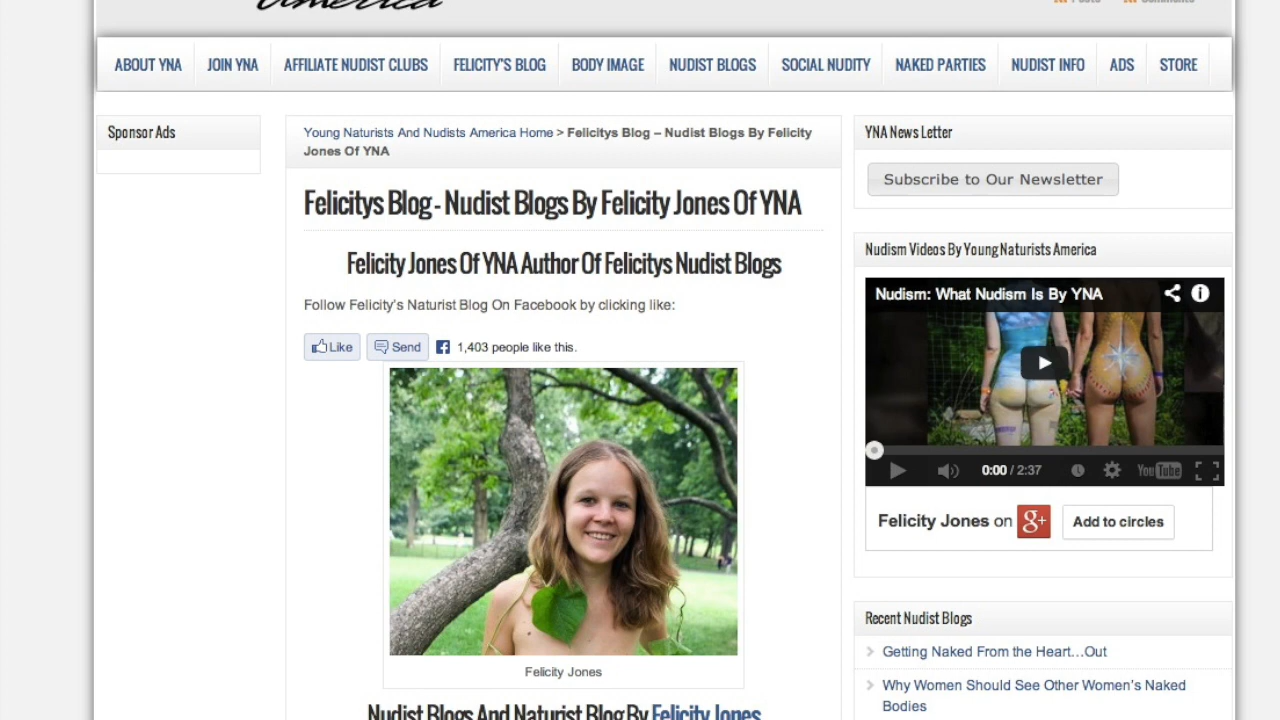 America
Posts Comments
ABOUT YNA JOIN YNA AFFILIATE NUDIST CLUBS FELICITY'S BLOG BODY IMAGE NUDIST BLOGS SOCIAL NUDITY NAKED PARTIES NUDIST INFO ADS STORE
Sponsor Ads
Young Naturists And Nudists America Home > Felicitys Blog – Nudist Blogs By Felicity
Jones Of YNA
Felicitys Blog - Nudist Blogs By Felicity Jones Of YNA
Felicity Jones Of YNA Author Of Felicitys Nudist Blogs
Follow Felicity's Naturist Blog On Facebook by clicking like:
Like Send 1,403 people like this.
Felicity Jones
Nudist Blogs And Naturist Blog By Felicity Jones
YNA News Letter
Subscribe to Our Newsletter
Nudism Videos By Young Naturists America
Nudism: What Nudism Is By YNA
0:00 / 2:37 YouTube
Felicity Jones on g+ Add to circles
Recent Nudist Blogs
Getting Naked From the Heart…Out
Why Women Should See Other Women's Naked
Bodies